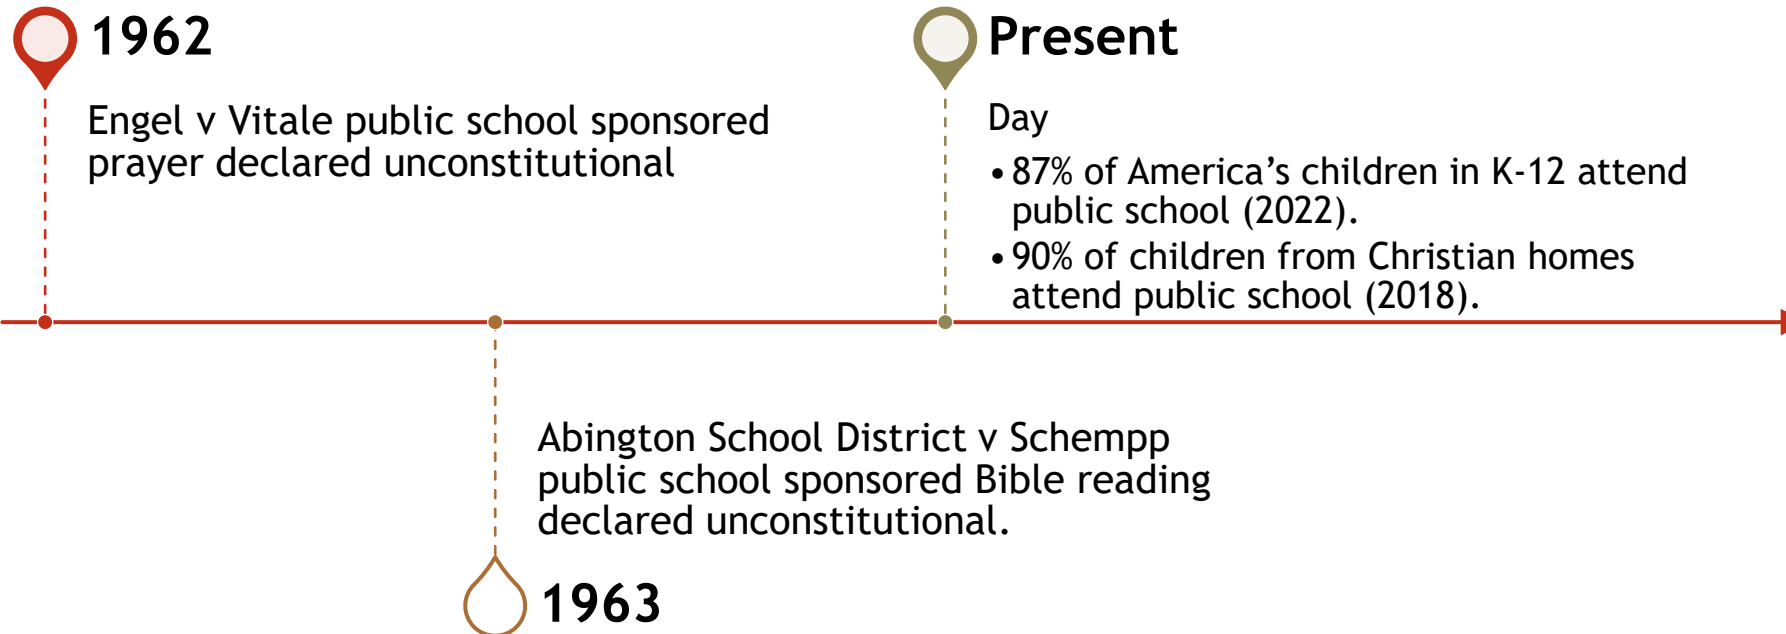 1962
Engel v Vitale public school sponsored
prayer declared unconstitutional
Abington School District v Schempp
public school sponsored Bible reading
declared unconstitutional.
1963
Present
Day
•87% of America’s children in K-12 attend
public school (2022).
•90% of children from Christian homes
attend public school (2018).